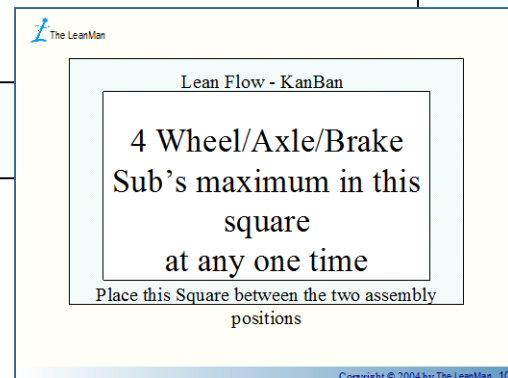 The LeanMan
Lean Flow - KanBan
4 Wheel/Axle/Brake
Sub's maximum in this
square
at any one time
Place this Square between the two assembly
positions
Copyright © 2004 by The LeanMan 10